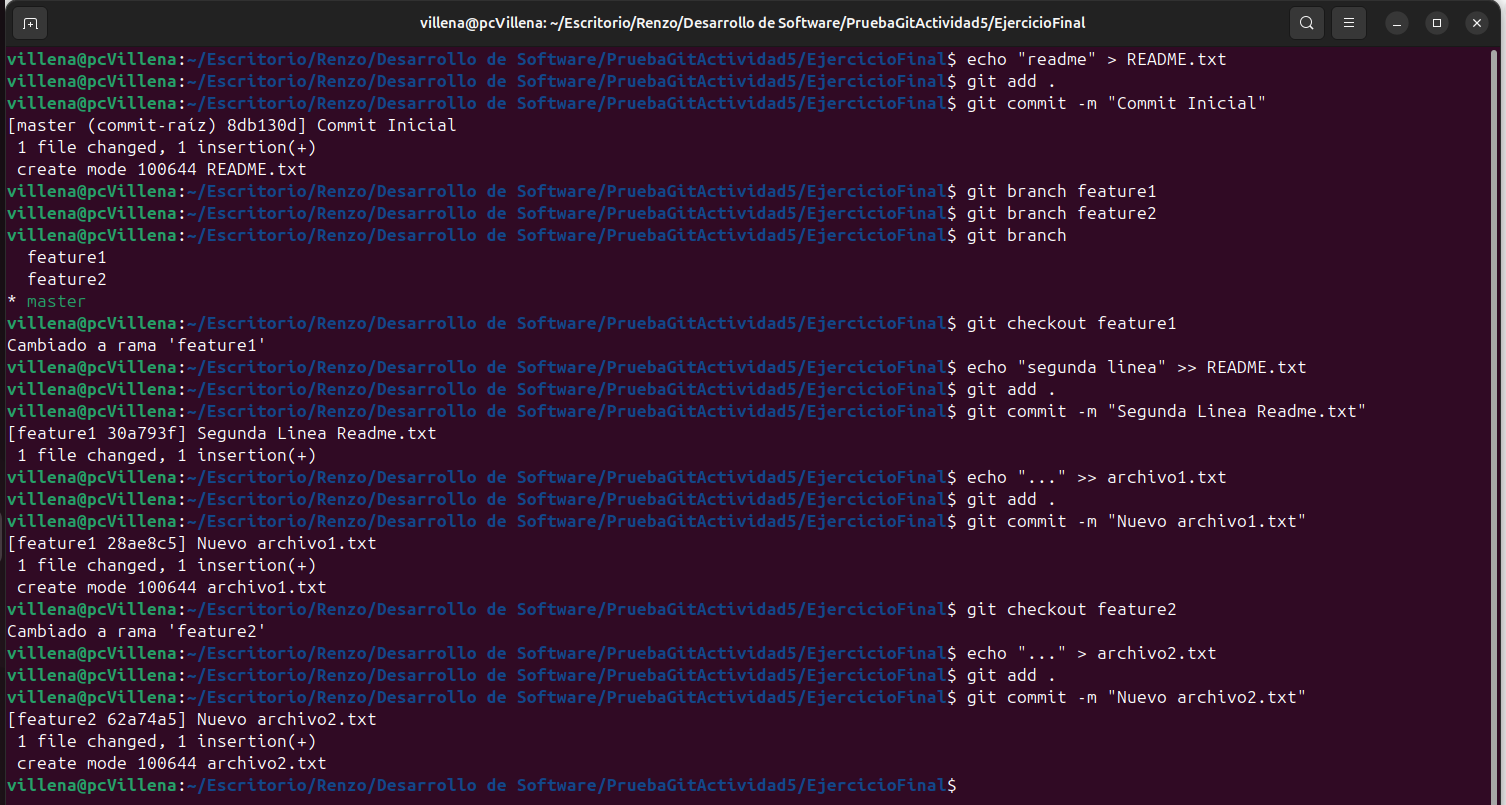 villena@pcVillena: ~/Escritorio/Renzo/Desarrollo de Software/PruebaGitActividad5/EjercicioFinal
villena@pcVillena:~/Escritorio/Renzo/Desarrollo de Software/PruebaGitActividad5/EjercicioFinal$ echo "readme" > README.txt
villena@pcVillena:~/Escritorio/Renzo/Desarrollo de Software/PruebaGitActividad5/EjercicioFinal$ git add .
villena@pcVillena:~/Escritorio/Renzo/Desarrollo de Software/PruebaGitActividad5/EjercicioFinal$ git commit -m "Commit Inicial"
[master (commit-raíz) 8db130d] Commit Inicial
 1 file changed, 1 insertion(+)
 create mode 100644 README.txt
villena@pcVillena:~/Escritorio/Renzo/Desarrollo de Software/PruebaGitActividad5/EjercicioFinal$ git branch feature1
villena@pcVillena:~/Escritorio/Renzo/Desarrollo de Software/PruebaGitActividad5/EjercicioFinal$ git branch feature2
villena@pcVillena:~/Escritorio/Renzo/Desarrollo de Software/PruebaGitActividad5/EjercicioFinal$ git branch
  feature1
  feature2
* master
villena@pcVillena:~/Escritorio/Renzo/Desarrollo de Software/PruebaGitActividad5/EjercicioFinal$ git checkout feature1
Cambiado a rama 'feature1'
villena@pcVillena:~/Escritorio/Renzo/Desarrollo de Software/PruebaGitActividad5/EjercicioFinal$ echo "segunda linea" >> README.txt
villena@pcVillena:~/Escritorio/Renzo/Desarrollo de Software/PruebaGitActividad5/EjercicioFinal$ git add .
villena@pcVillena:~/Escritorio/Renzo/Desarrollo de Software/PruebaGitActividad5/EjercicioFinal$ git commit -m "Segunda Linea Readme.txt"
[feature1 30a793f] Segunda Linea Readme.txt
 1 file changed, 1 insertion(+)
villena@pcVillena:~/Escritorio/Renzo/Desarrollo de Software/PruebaGitActividad5/EjercicioFinal$ echo "..." >> archivo1.txt
villena@pcVillena:~/Escritorio/Renzo/Desarrollo de Software/PruebaGitActividad5/EjercicioFinal$ git add .
villena@pcVillena:~/Escritorio/Renzo/Desarrollo de Software/PruebaGitActividad5/EjercicioFinal$ git commit -m "Nuevo archivo1.txt"
[feature1 28ae8c5] Nuevo archivo1.txt
 1 file changed, 1 insertion(+)
 create mode 100644 archivo1.txt
villena@pcVillena:~/Escritorio/Renzo/Desarrollo de Software/PruebaGitActividad5/EjercicioFinal$ git checkout feature2
Cambiado a rama 'feature2'
villena@pcVillena:~/Escritorio/Renzo/Desarrollo de Software/PruebaGitActividad5/EjercicioFinal$ echo "..." > archivo2.txt
villena@pcVillena:~/Escritorio/Renzo/Desarrollo de Software/PruebaGitActividad5/EjercicioFinal$ git add .
villena@pcVillena:~/Escritorio/Renzo/Desarrollo de Software/PruebaGitActividad5/EjercicioFinal$ git commit -m "Nuevo archivo2.txt"
[feature2 62a74a5] Nuevo archivo2.txt
 1 file changed, 1 insertion(+)
 create mode 100644 archivo2.txt
villena@pcVillena:~/Escritorio/Renzo/Desarrollo de Software/PruebaGitActividad5/EjercicioFinal$